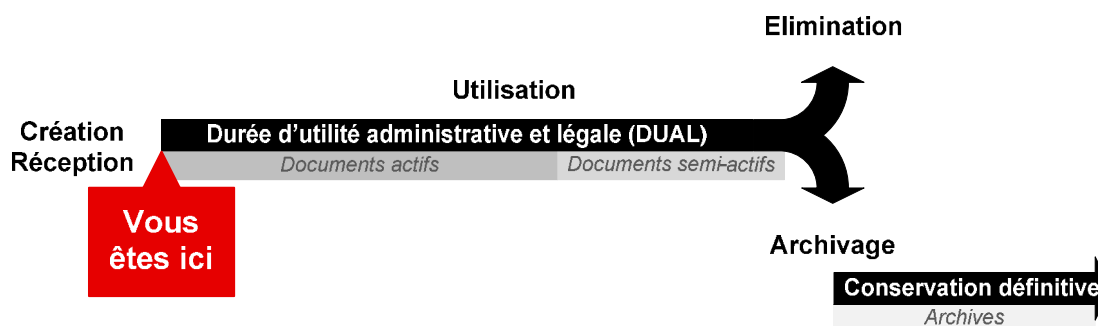 Elimination
Utilisation
Création
Réception
Durée d’utilité administrative et légale (DUAL)
Documents actifs
Documents semi-actifs
Vous
êtes ici
Archivage
Conservation définitive
Archives